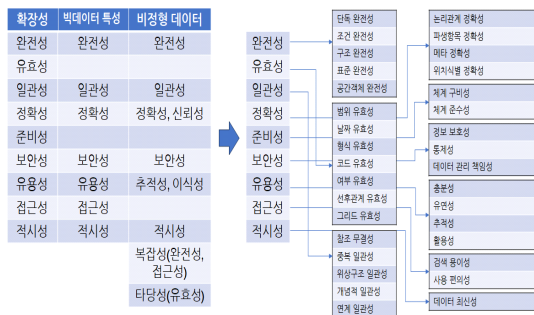 확장성 빅데이터 특성 비정형 데이터
완전성 완전성 완전성
유효성
일관성 일관성 일관성
정확성 정확성 정확성, 신뢰성
준비성
보안성 보안성 보안성
유용성 유용성 추적성, 이식성
접근성 접근성
적시성 적시성 적시성
복잡성(완전성,
접근성)
타당성(유효성)
완전성
유효성
일관성
정확성
준비성
보안성
유용성
접근성
적시성
단독 완전성
조건 완전성
구조 완전성
표준 완전성
공간객체 완전성
범위 유효성
날짜 유효성
형식 유효성
코드 유효성
여부 유효성
선후관계 유효성
그리드 유효성
참조 무결성
중복 일관성
위상구조 일관성
개념적 일관성
연계 일관성
논리관계 정확성
파생항목 정확성
메타 정확성
위치식별 정확성
체계 구비성
체계 준수성
정보 보호성
통제성
데이터 관리 책임성
충분성
유연성
추적성
활용성
검색 용이성
사용 편의성
데이터 최신성